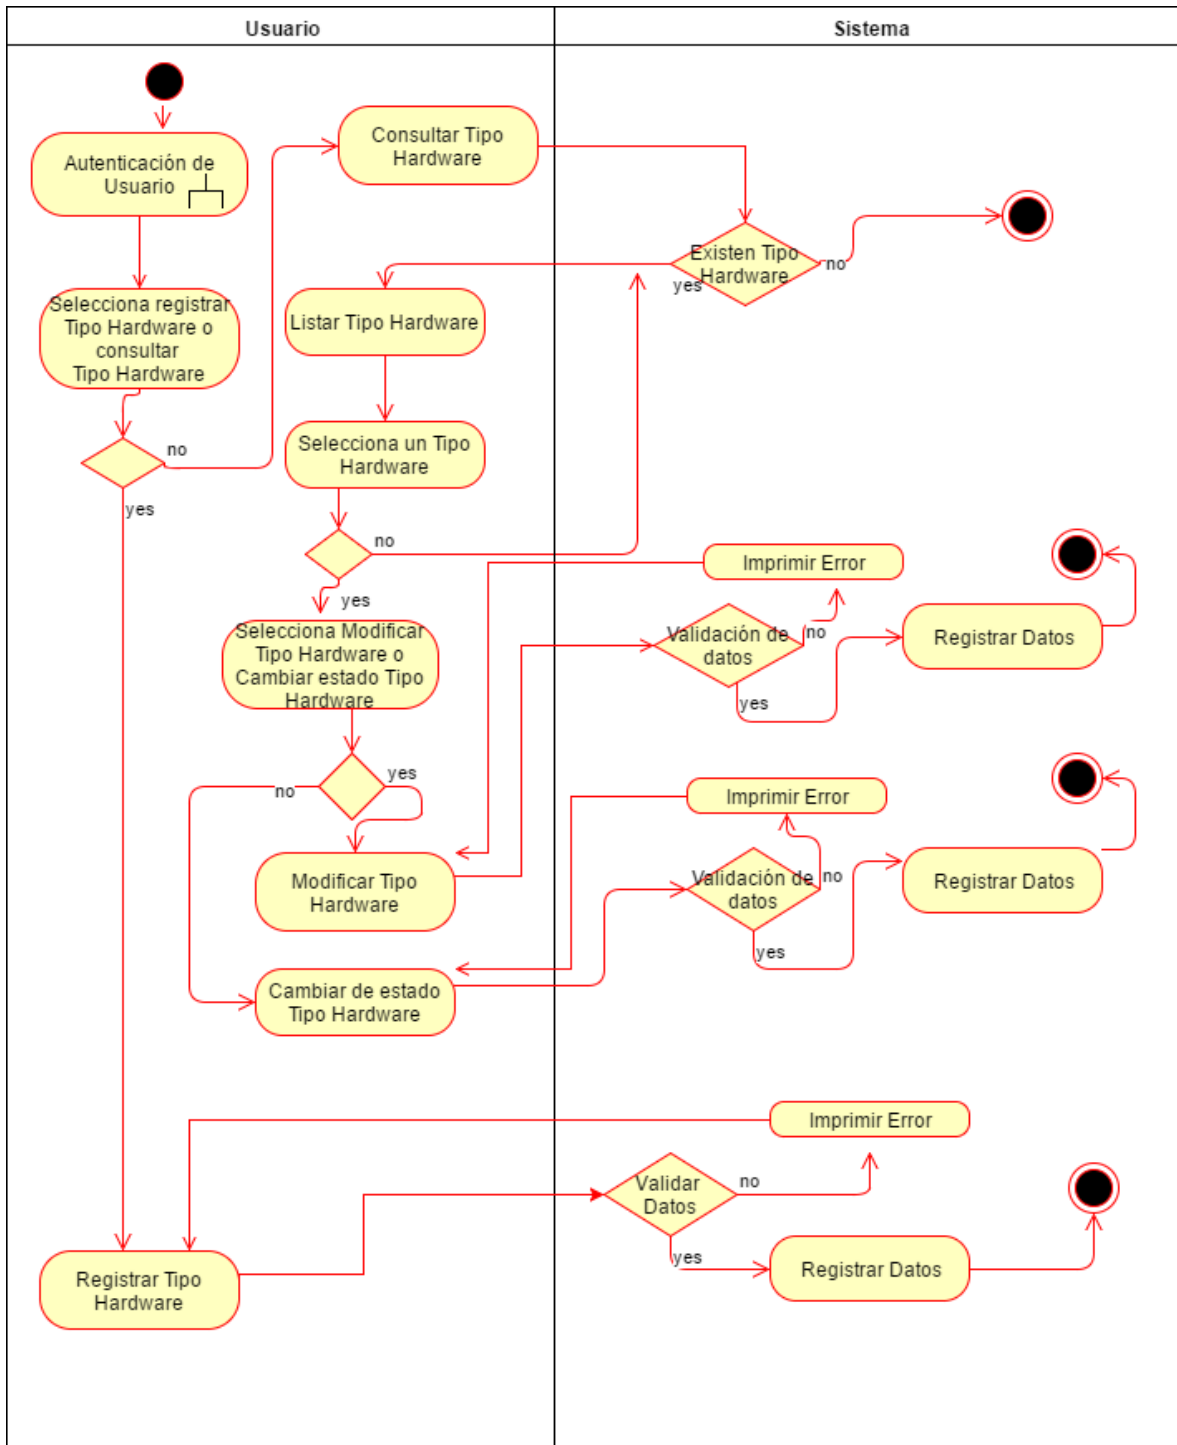 Usuario
Sistema
Autenticación de
Usuario
Consultar Tipo
Hardware
Existen Tipo
Hardware
no
yes
Selecciona registrar
Tipo Hardware o
consultar
Tipo Hardware
Listar Tipo Hardware
no
yes
Selecciona un Tipo
Hardware
no
yes
Imprimir Error
Selecciona Modificar
Tipo Hardware o
Cambiar estado Tipo
Hardware
Validación de
datos
no
yes
Registrar Datos
yes
no
Imprimir Error
Modificar Tipo
Hardware
Validación de
datos
no
yes
Registrar Datos
Cambiar de estado
Tipo Hardware
Imprimir Error
Validar
Datos
no
yes
Registrar Datos
Registrar Tipo
Hardware